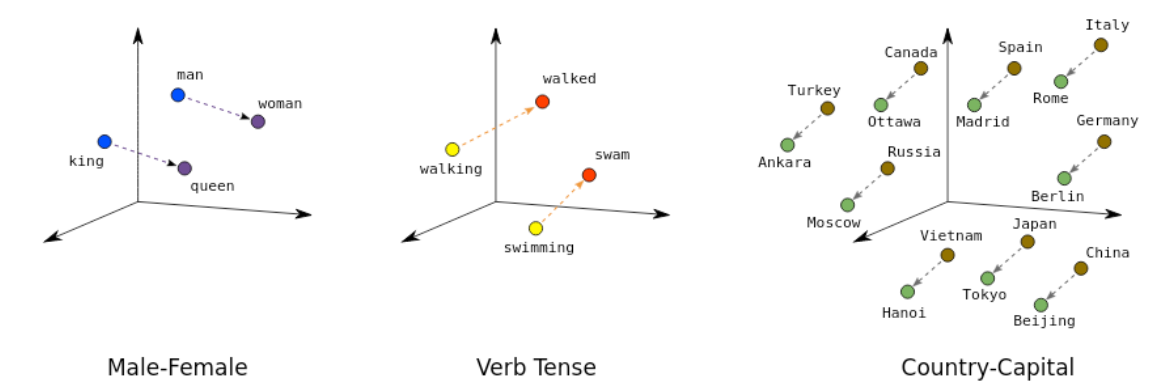 man
woman
king
queen
Male-Female
walked
walking
swam
swimming
Verb Tense
Italy
Spain
Canada
Rome
Turkey
Ottawa
Madrid
Germany
Ankara
Russia
Berlin
Moscow
Japan
Vietnam
China
Tokyo
Hanoi
Beijing
Country-Capital